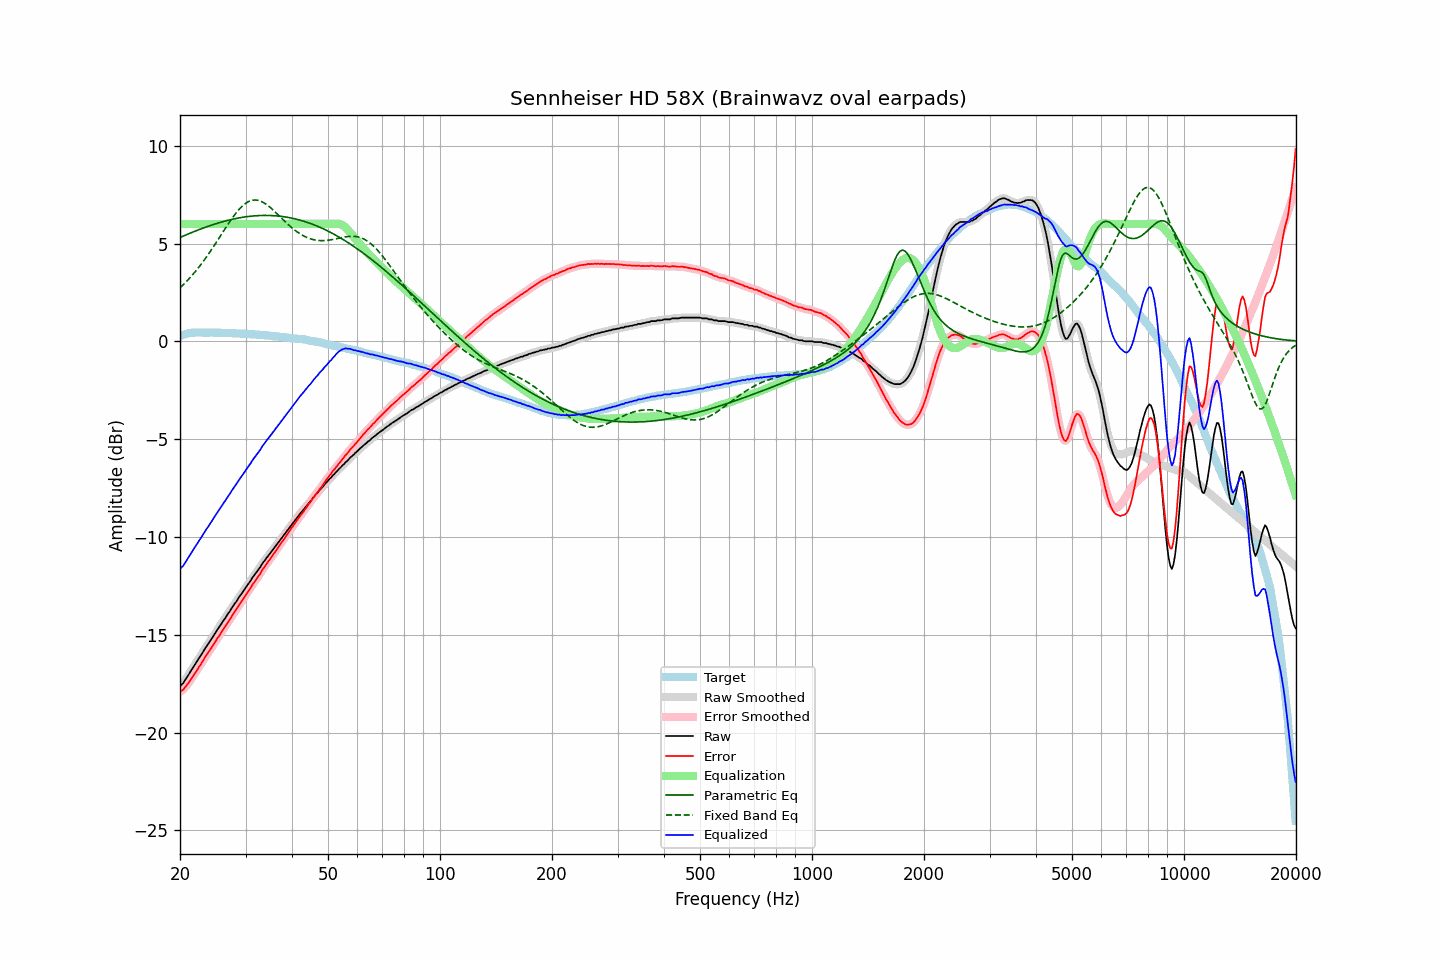 Sennheiser HD 58X (Brainwavz oval earpads)
Amplitude (dBr)
10
5
0
−5
−10
−15
−20
−25
Target
Raw Smoothed
Error Smoothed
Raw
Error
Equalization
Parametric Eq
Fixed Band Eq
Equalized
20 50 100 200 500 1000 2000 5000 10000 20000
Frequency (Hz)